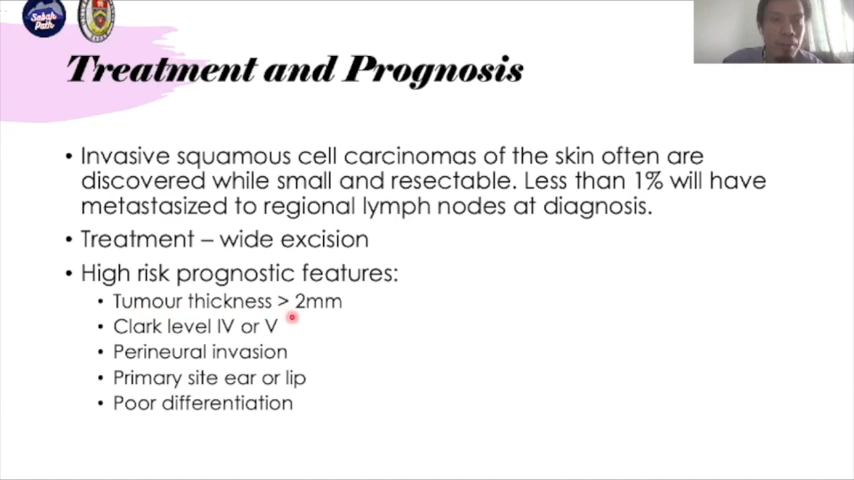 Sabah
Path
Treatment and Prognosis
• Invasive squamous cell carcinomas of the skin often are
discovered while small and resectable. Less than 1% will have
metastasized to regional lymph nodes at diagnosis.
• Treatment – wide excision
• High risk prognostic features:
• Tumour thickness > 2mm
• Clark level IV or V
• Perineural invasion
• Primary site ear or lip
• Poor differentiation